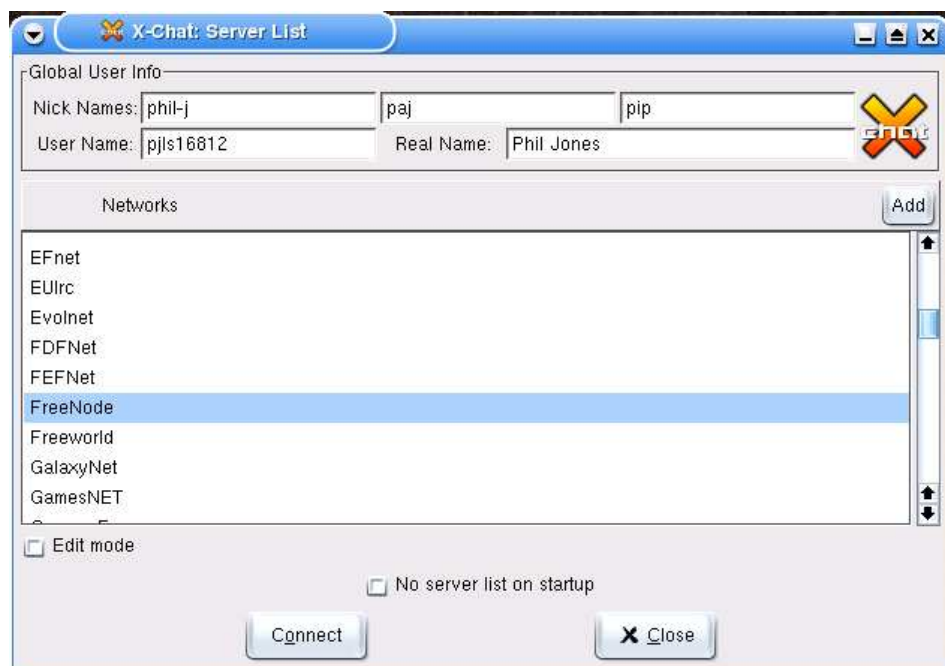 X-Chat: Server List
Global User Info
Nick Names: phil-j paj pip
User Name: pjls16812 Real Name: Phil Jones
chat
Networks Add
EFnet
EUIrc
Evolnet
FDFNet
FEFNet
FreeNode
Freeworld
GalaxyNet
GamesNET
Edit mode
No server list on startup
Connect Close